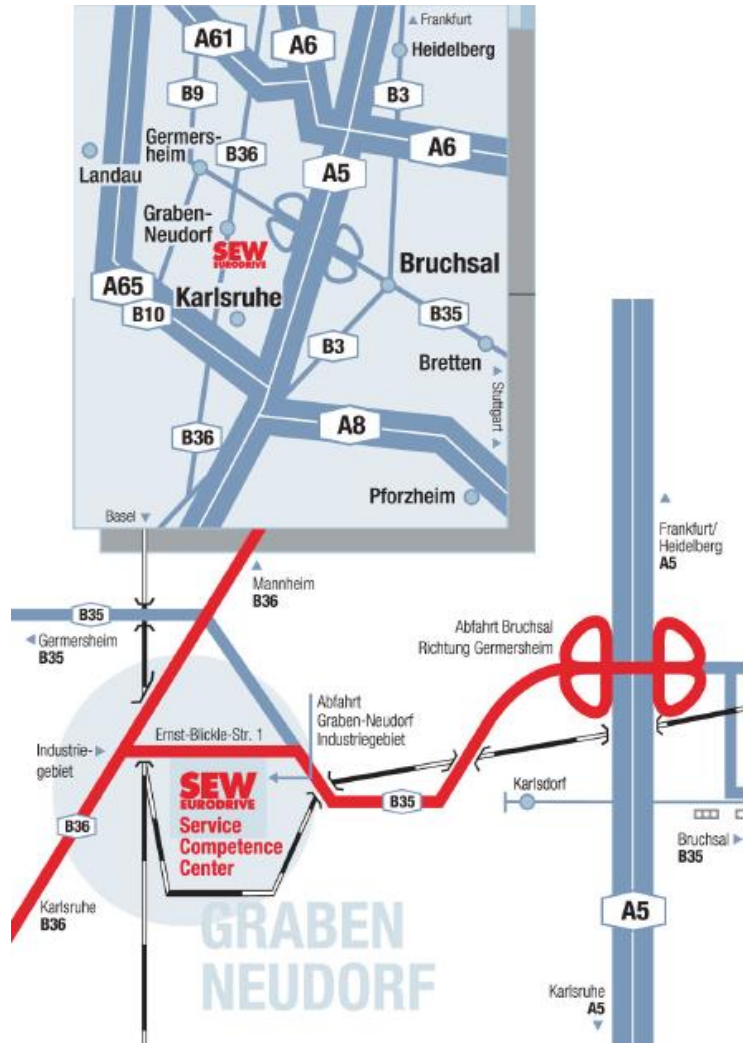 Frankfurt
A61
A6
Heidelberg
B9
B3
Germers-
heim
B36
A6
Landau
A5
Graben-
Neudorf
SEW
EURODRIVE
Bruchsal
A65
Karlsruhe
B10
B35
B3
Bretten
Stuttgart
A8
B36
Pforzheim
Basel
Frankfurt/
Heidelberg
A5
Mannheim
B36
B35
Germersheim
B35
Abfahrt Bruchsal
Richtung Germersheim
Abfahrt
Graben-Neudorf
Industriegebiet
Ernst-Blickle-Str. 1
Industrie-
gebiet
SEW
EURODRIVE
Service
Competence
Center
B35
Karlsdorf
B36
Bruchsal
B35
Karlsruhe
B36
GRABEN
NEUDORF
A5
Karlsruhe
A5